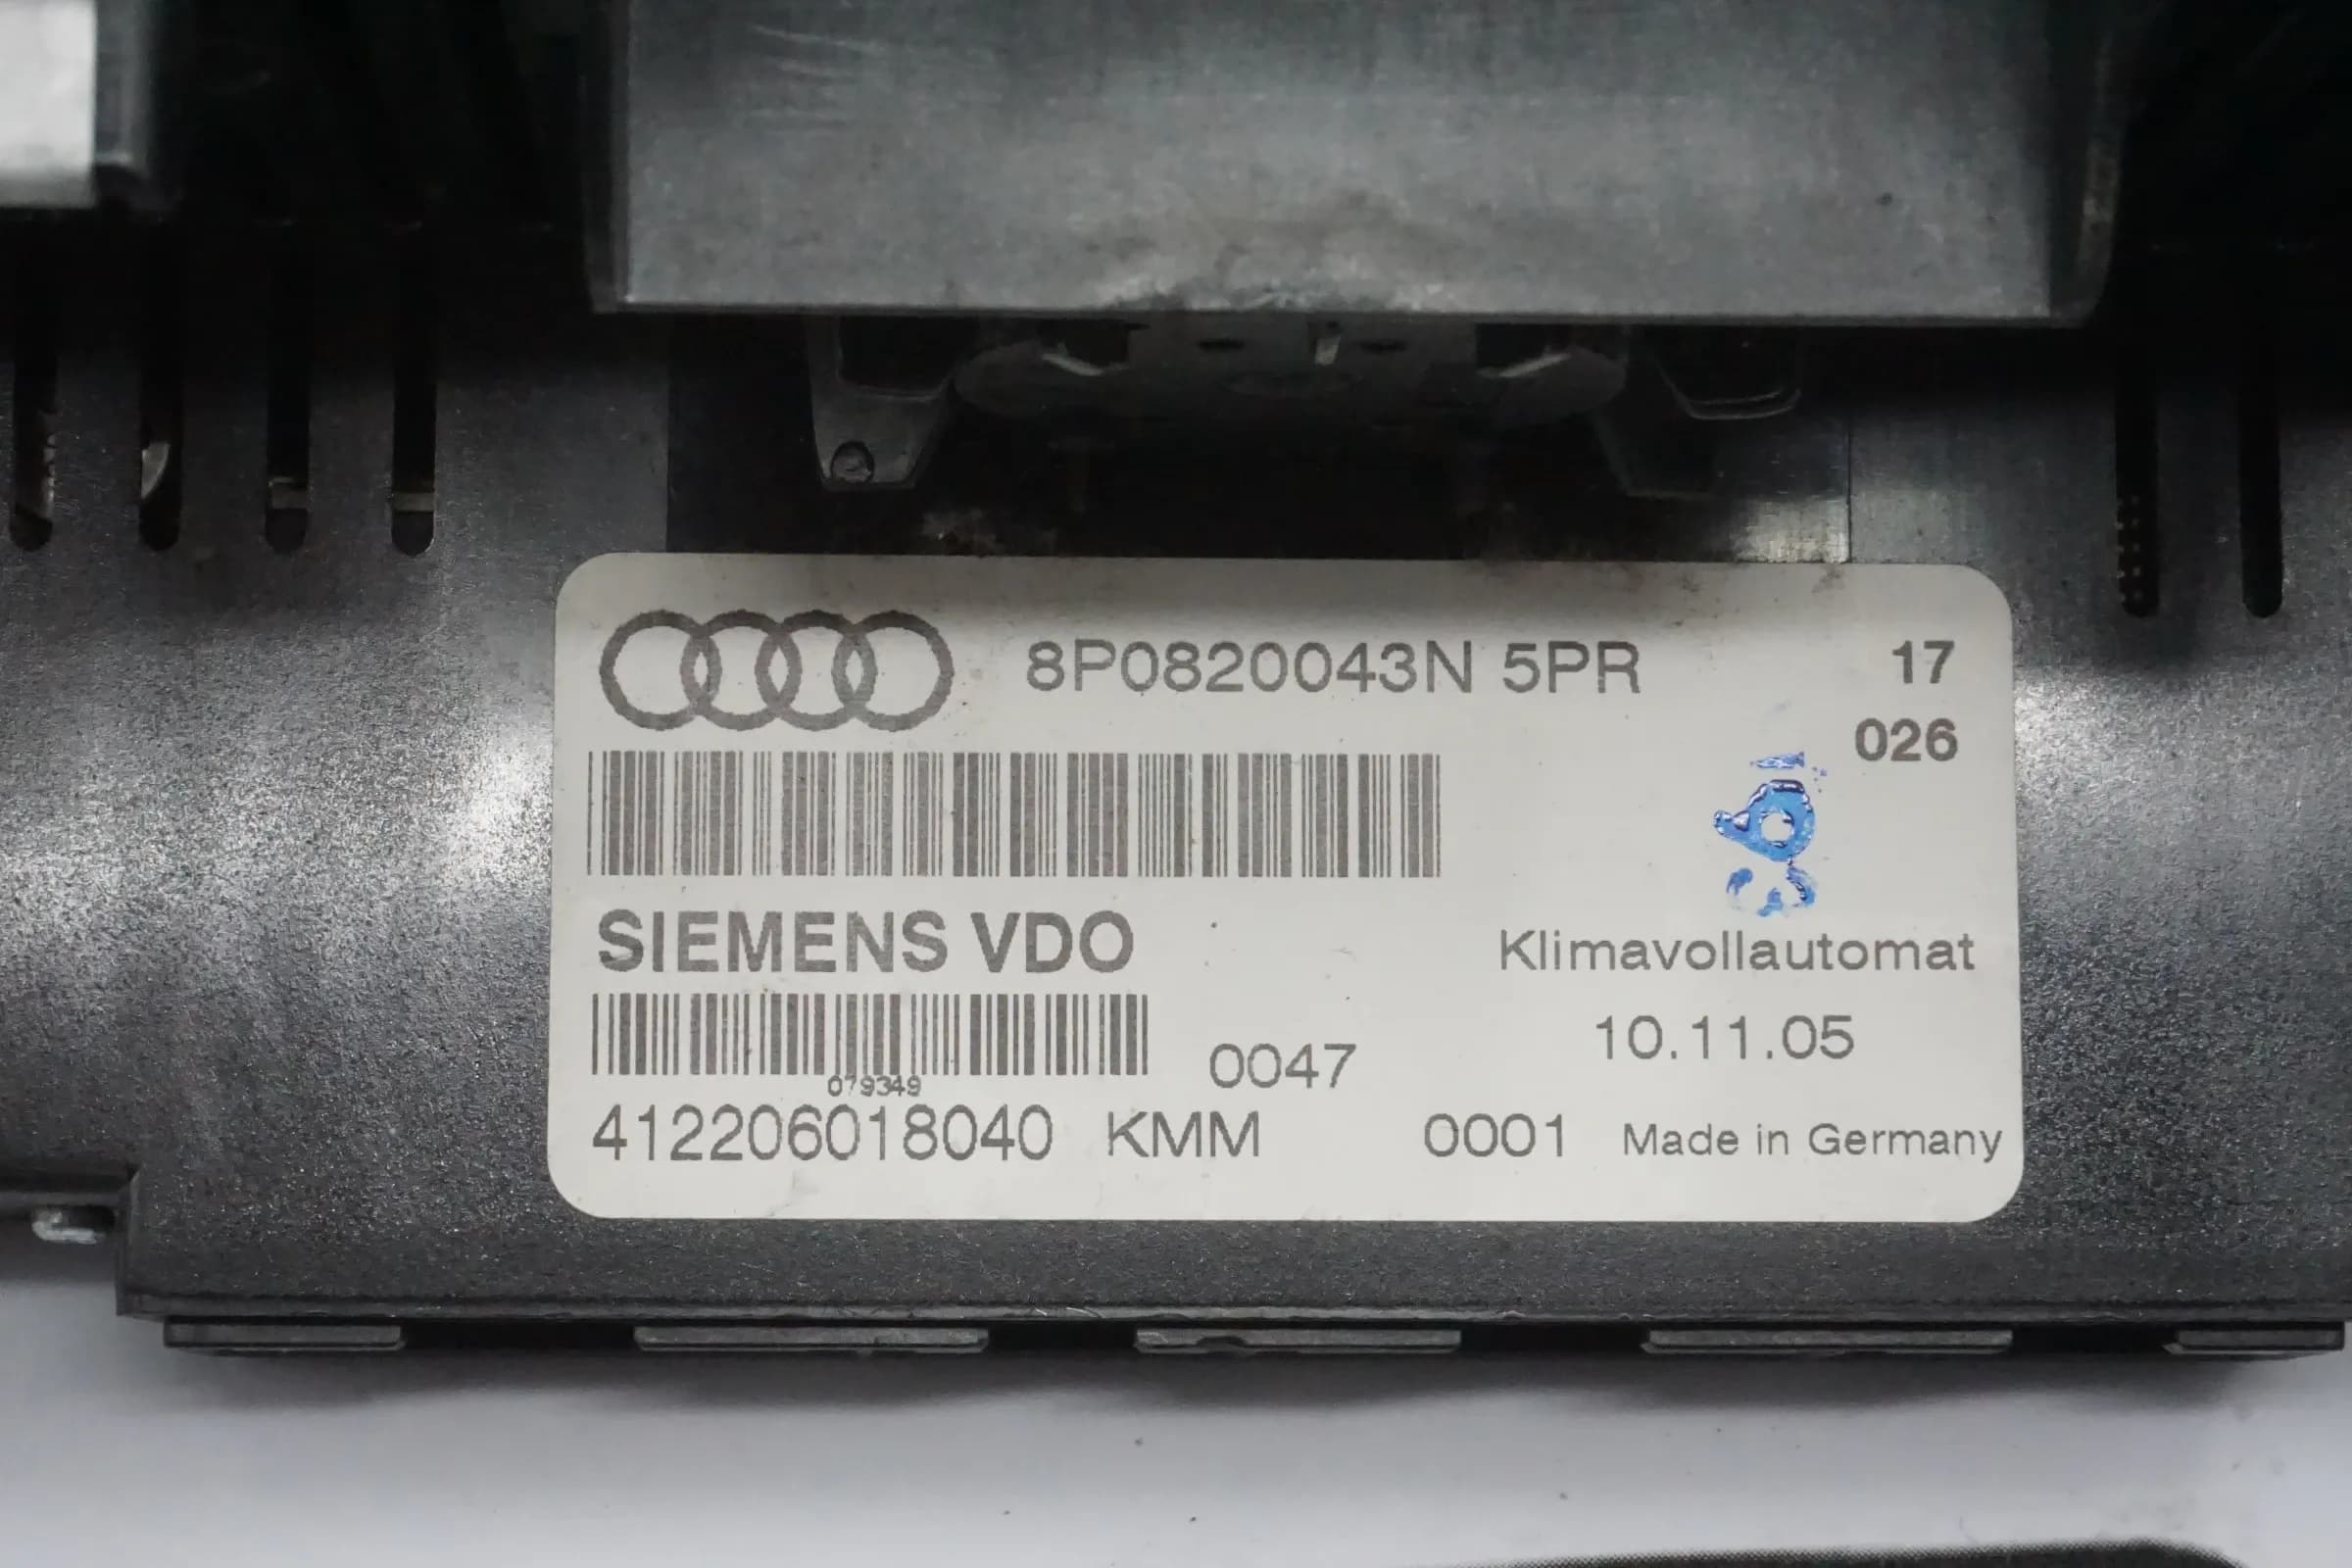 8P0820043N 5PR 17
026
SIEMENS VDO
Klimavollautomat
10.11.05
0047
079349
412206018040 KMM 0001 Made in Germany